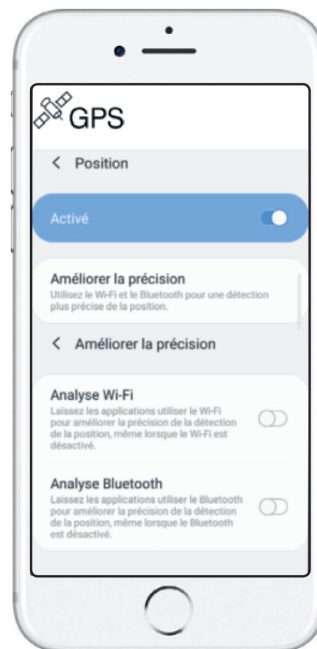 GPS
< Position
Activé
Améliorer la précision
Utilisez le Wi-Fi et le Bluetooth pour une détection
plus précise de la position.
< Améliorer la précision
Analyse Wi-Fi
Laissez les applications utiliser le Wi-Fi
pour améliorer la précision de la détection
de la position, même lorsque le Wi-Fi est
désactivé.
Analyse Bluetooth
Laissez les applications utiliser le Bluetooth
pour améliorer la précision de la détection
de la position, même lorsque le Bluetooth
est désactivé.